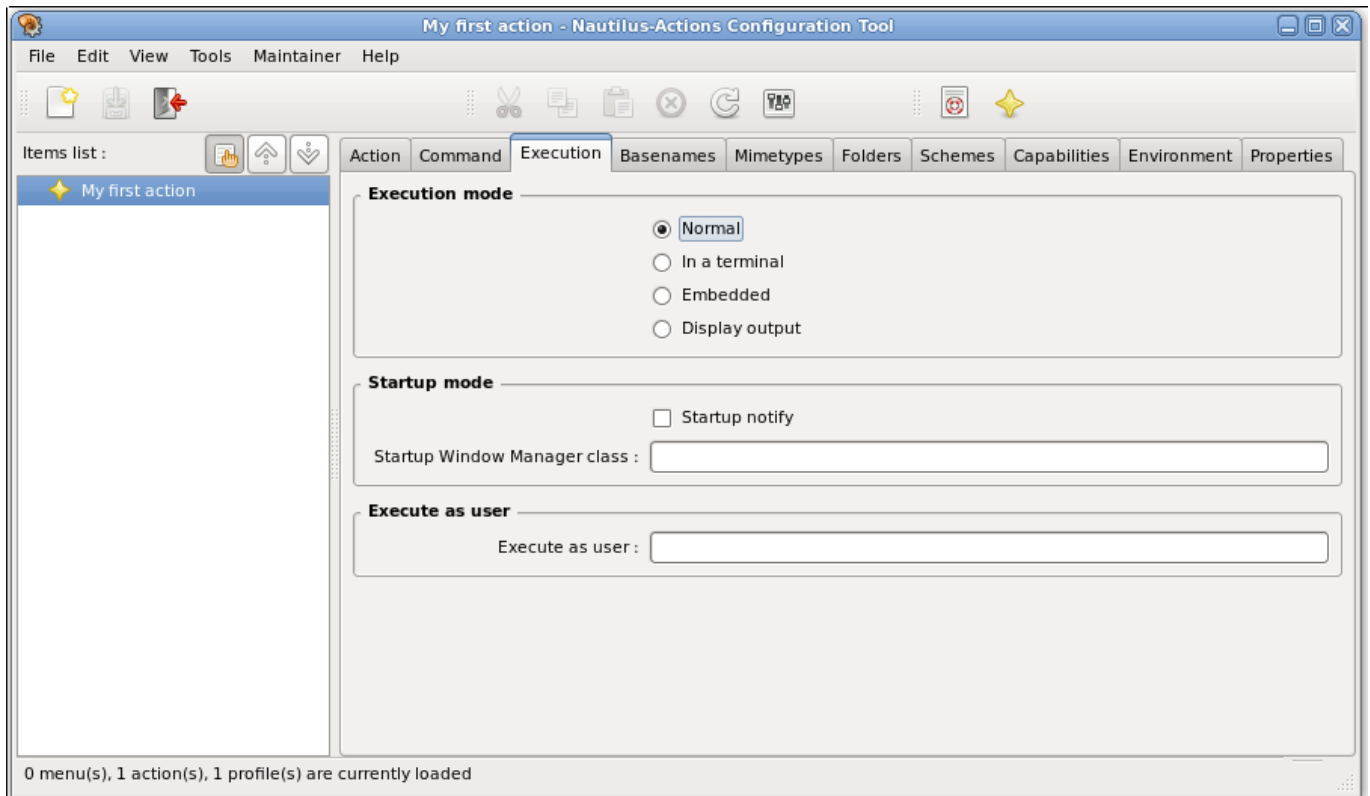 My first action - Nautilus-Actions Configuration Tool
File Edit View Tools Maintainer Help
Items list :
Action Command Execution Basenames Mimetypes Folders Schemes Capabilities Environment Properties
My first action
Execution mode
Normal
In a terminal
Embedded
Display output
Startup mode
Startup notify
Startup Window Manager class :
Execute as user
Execute as user :
0 menu(s), 1 action(s), 1 profile(s) are currently loaded